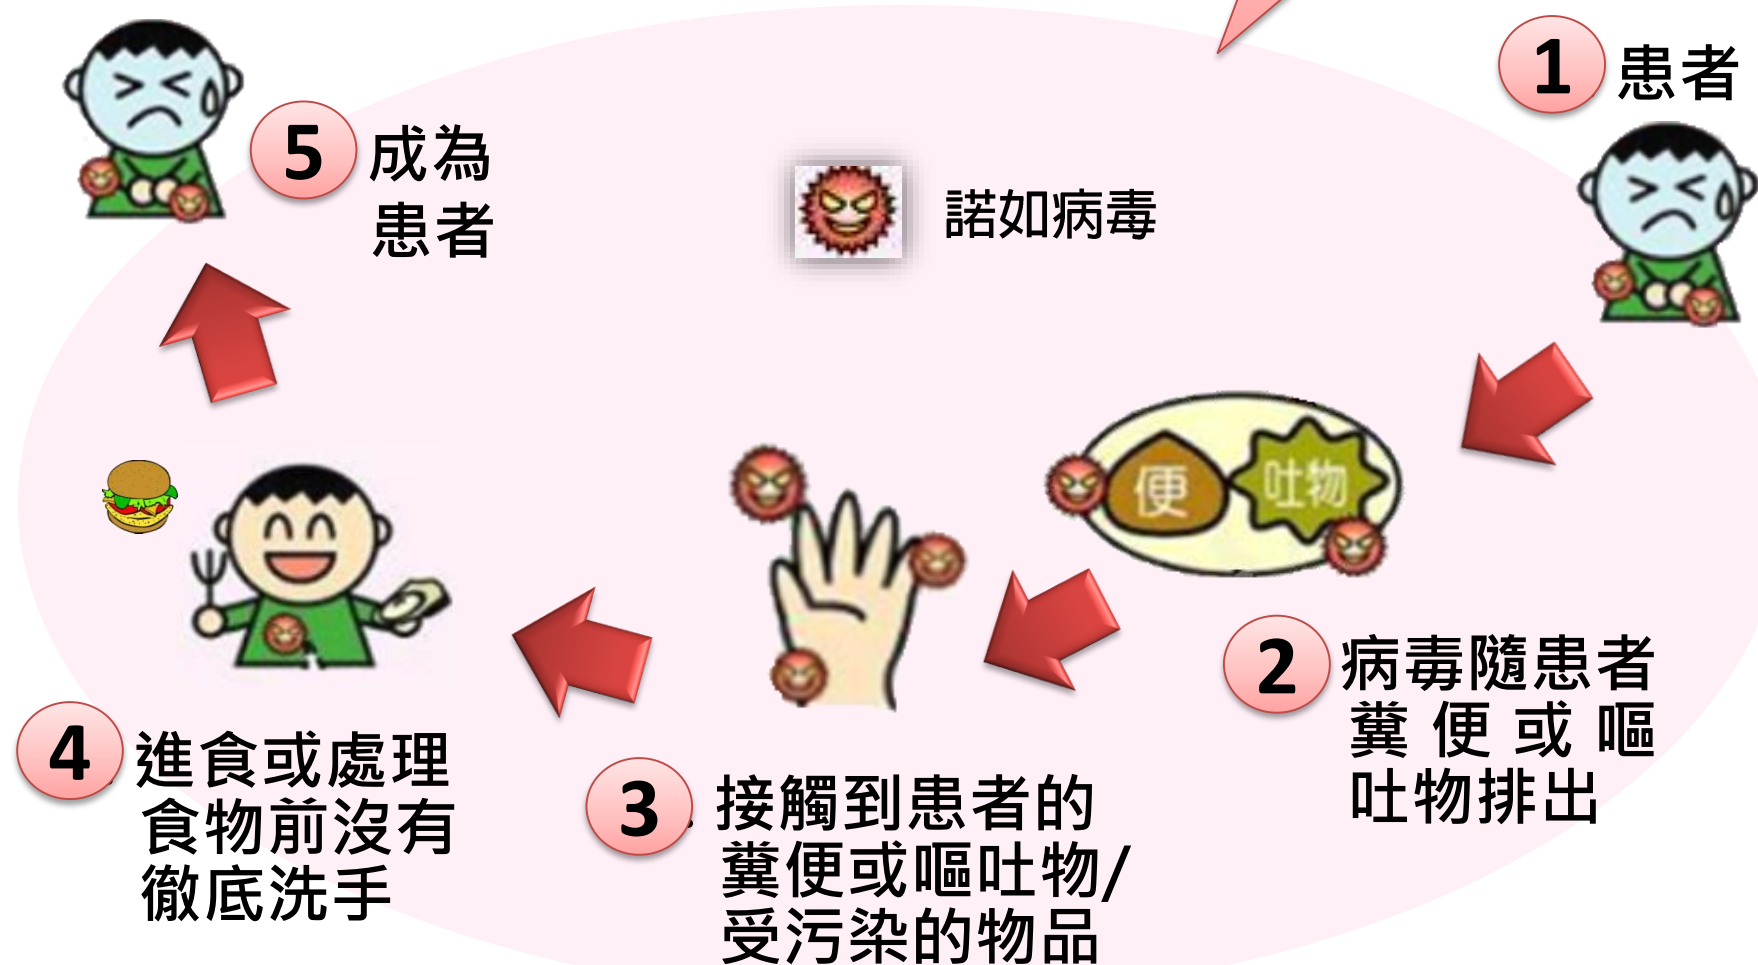 1 患者
5 成為
患者
諾如病毒
便 吐物
2 病毒隨患者
糞便或嘔
吐物排出
3. 接觸到患者的
糞便或嘔吐物/
受污染的物品
4 進食或處理
食物前沒有
徹底洗手